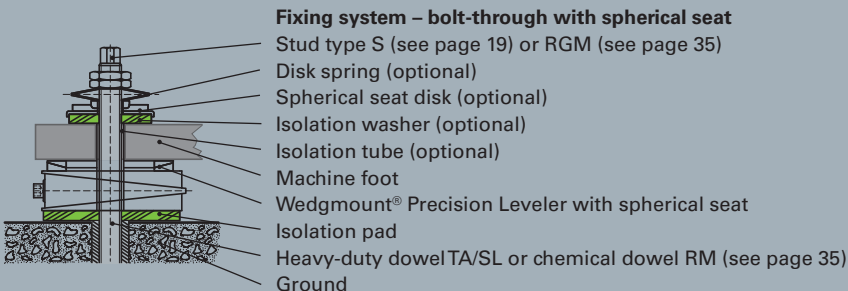 Fixing system – bolt-through with spherical seat
Stud type S (see page 19) or RGM (see page 35)
Disk spring (optional)
Spherical seat disk (optional)
Isolation washer (optional)
Isolation tube (optional)
Machine foot
Wedgmount® Precision Leveler with spherical seat
Isolation pad
Heavy-duty dowel TA/SL or chemical dowel RM (see page 35)
Ground